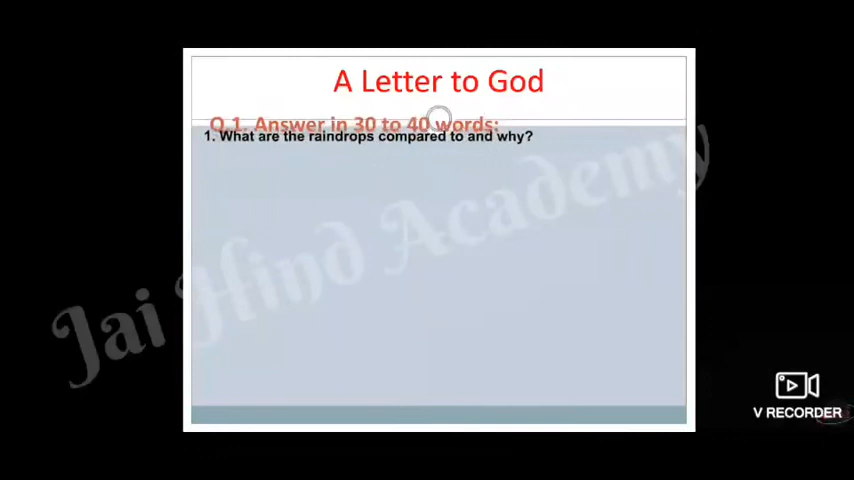 A Letter to God
Q.1. Answer in 30 to 40 words:
1. What are the raindrops compared to and why?
Jai Hind Academy
V RECORDER